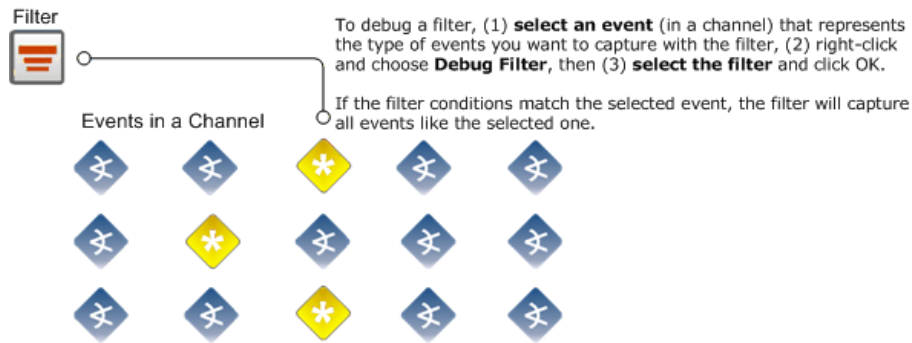 Filter
To debug a filter, (1) select an event (in a channel) that represents
the type of events you want to capture with the filter, (2) right-click
and choose Debug Filter, then (3) select the filter and click OK.
If the filter conditions match the selected event, the filter will capture
all events like the selected one.
Events in a Channel